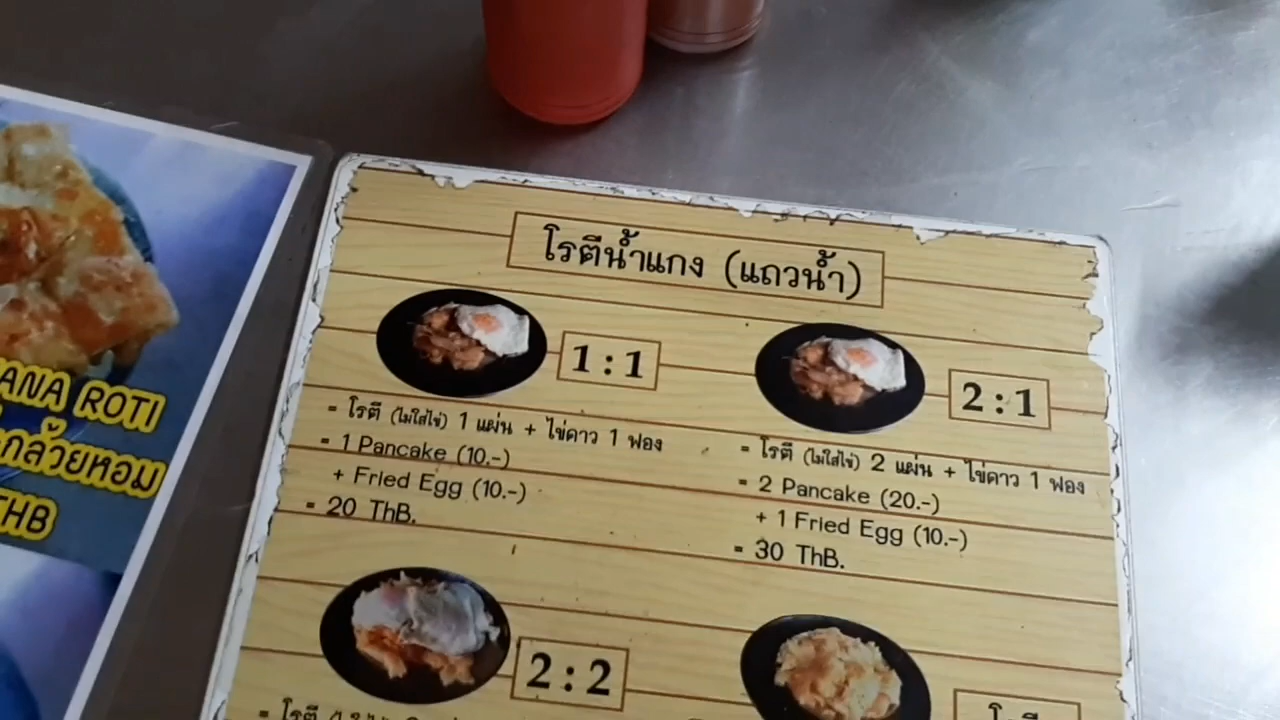 โรตีน้ำแกง (แถวน้ำ)
1:1
= โรตี (ไม่ใส่ไข่) 1 แผ่น + ไข่ดาว 1 ฟอง
= 1 Pancake (10.-)
+ Fried Egg (10.-)
= 20 ThB.
2:1
= โรตี (ไม่ใส่ไข่) 2 แผ่น + ไข่ดาว 1 ฟอง
= 2 Pancake (20.-)
+ 1 Fried Egg (10.-)
= 30 ThB.
2:2
ROTI
กล้วยหอม